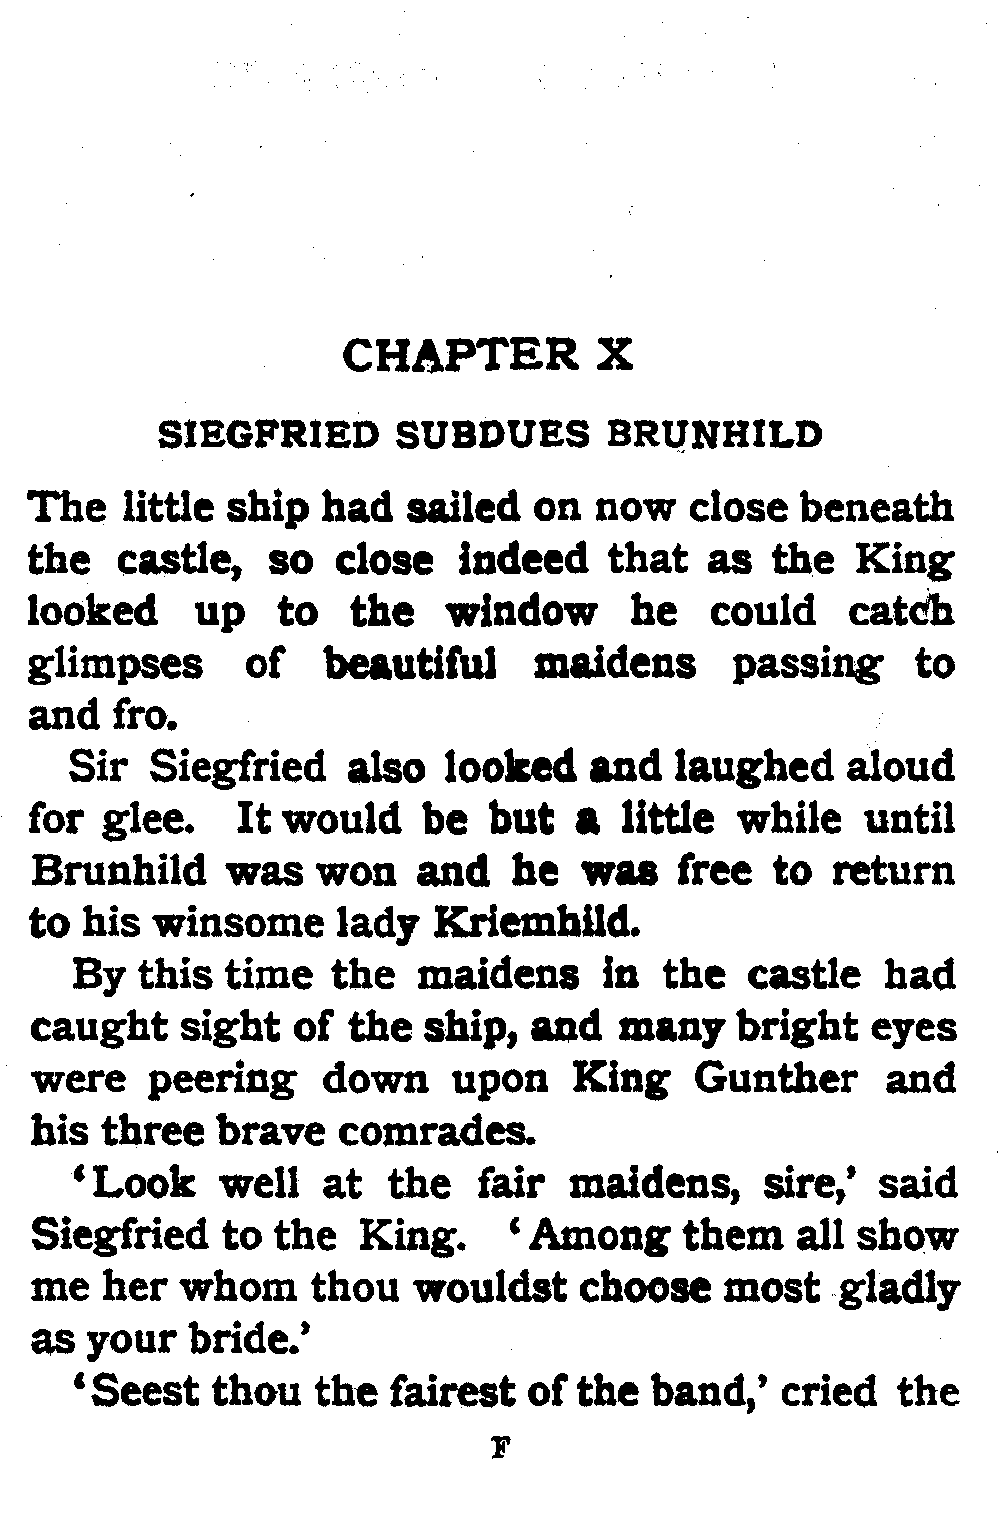 CHAPTER X
SIEGFRIED SUBDUES BRUNHILD
The little ship had sailed on now close beneath
the castle, so close indeed that as the King
looked up to the window he could catch
glimpses of beautiful maidens passing to
and fro.
Sir Siegfried also looked and laughed aloud
for glee. It would be but a little while until
Brunhild was won and he was free to return
to his winsome lady Kriemhild.
By this time the maidens in the castle had
caught sight of the ship, and many bright eyes
were peering down upon King Gunther and
his three brave comrades.
‘Look well at the fair maidens, sire,’ said
Siegfried to the King. ‘Among them all show
me her whom thou wouldst choose most gladly
as your bride.’
‘Seest thou the fairest of the band,’ cried the
F